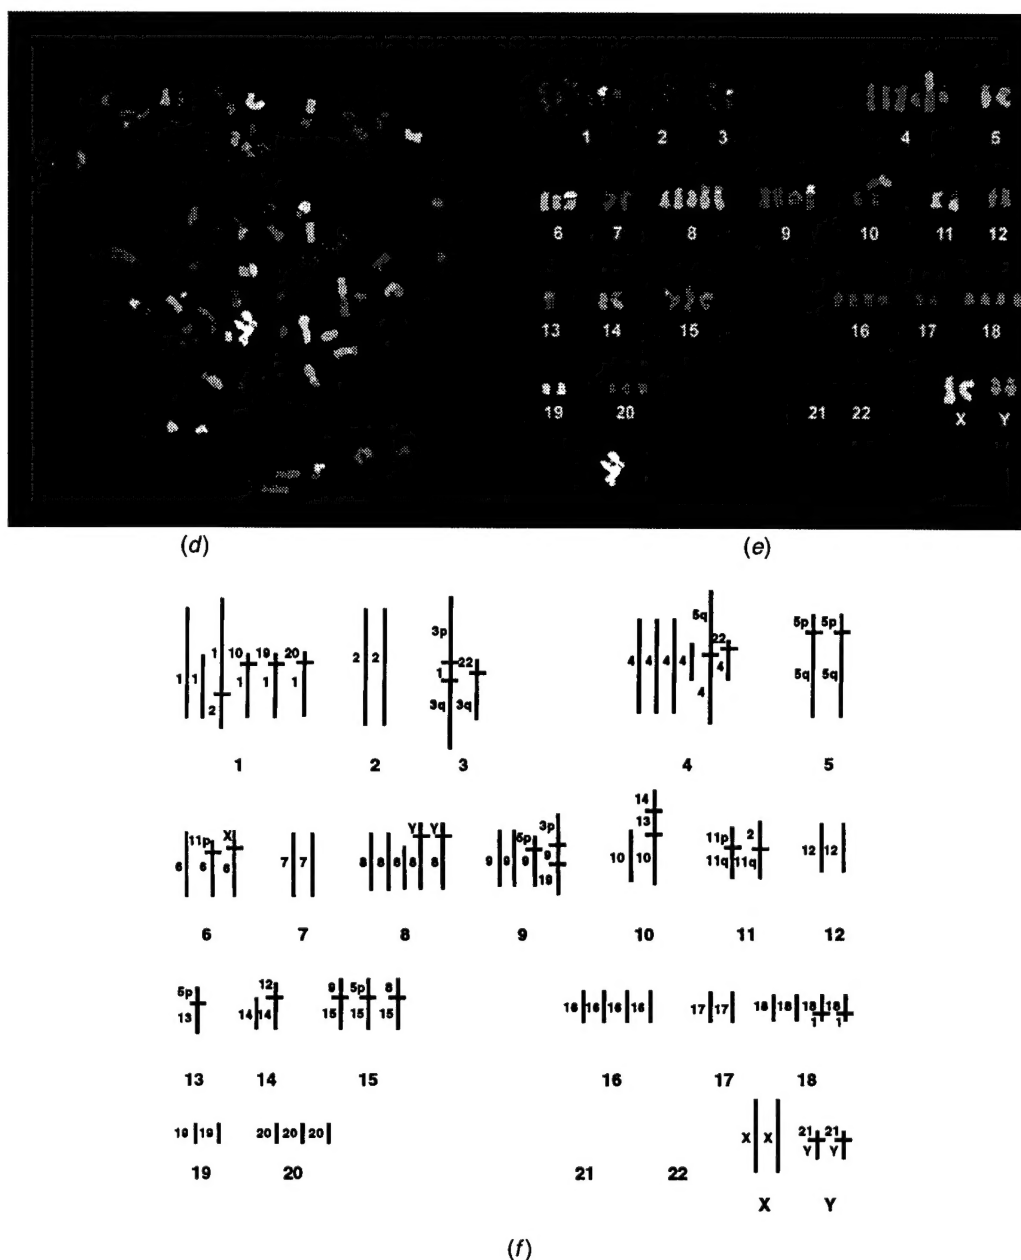 1 2 3 4 5
6 7 8 9 10 11 12
13 14 15 16 17 18
19 20 21 22 X Y
(d) (e)
5q
3p
1 10 19 20 2 2 22 22 5p 5p
1 1 1 4 4 4 4 4
1 1 1 1 3q 3q 4 5q 5q
2
1 2 3 4 5
14
11p X Y Y 5p 3p 13 11p 2
6 6 6 7 7 8 8 8 8 8 9 9 9 9 10 10 11q 11q 12 12
19
6 7 8 9 10 11 12
5p 12 9 5p 8
13 14 14 15 15 15 16 16 16 16 17 17 18 18 18 18
1 1
13 14 15 16 17 18
19 19 20 20 20 X X 21 21
Y Y
19 20 21 22
X Y
(f)